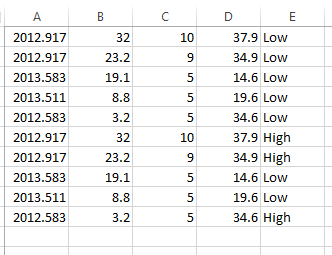 A B C D E
2012.917 32 10 37.9 Low
2012.917 23.2 9 34.9 Low
2013.583 19.1 5 14.6 Low
2013.511 8.8 5 19.6 Low
2012.583 3.2 5 34.6 Low
2012.917 32 10 37.9 High
2012.917 23.2 9 34.9 High
2013.583 19.1 5 14.6 Low
2013.511 8.8 5 19.6 Low
2012.583 3.2 5 34.6 High